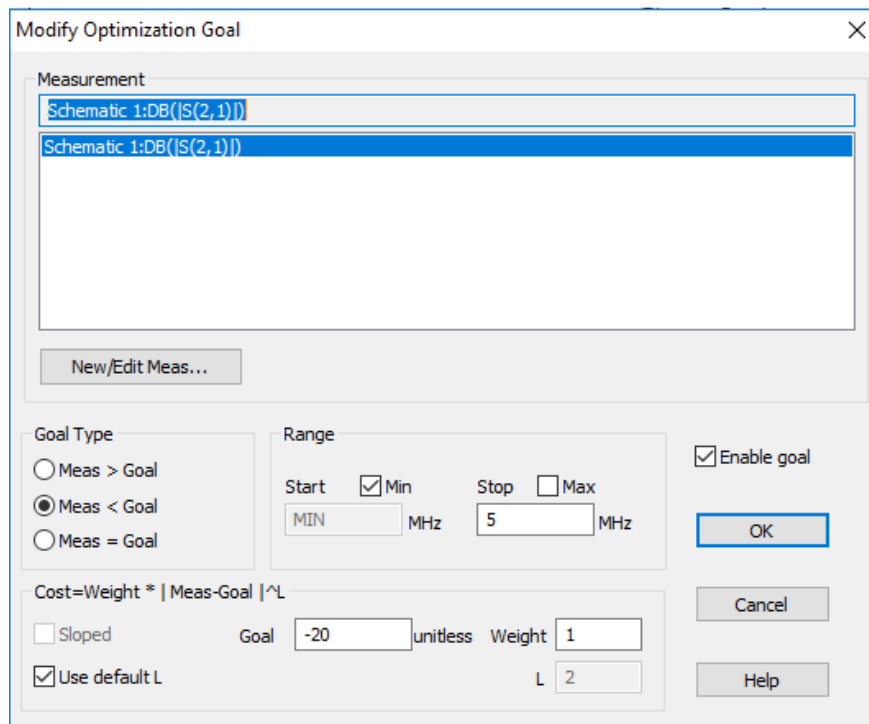 Modify Optimization Goal
Measurement
Schematic 1:DB(|S(2,1)|)
Schematic 1:DB(|S(2,1)|)
New/Edit Meas...
Goal Type
Meas > Goal
Meas < Goal
Meas = Goal
Range
Start Min Stop Max
MIN MHz 5 MHz
Enable goal
OK
Cost=Weight * | Meas-Goal |^L
Sloped Goal -20 unitless Weight 1
Use default L L 2
Cancel
Help